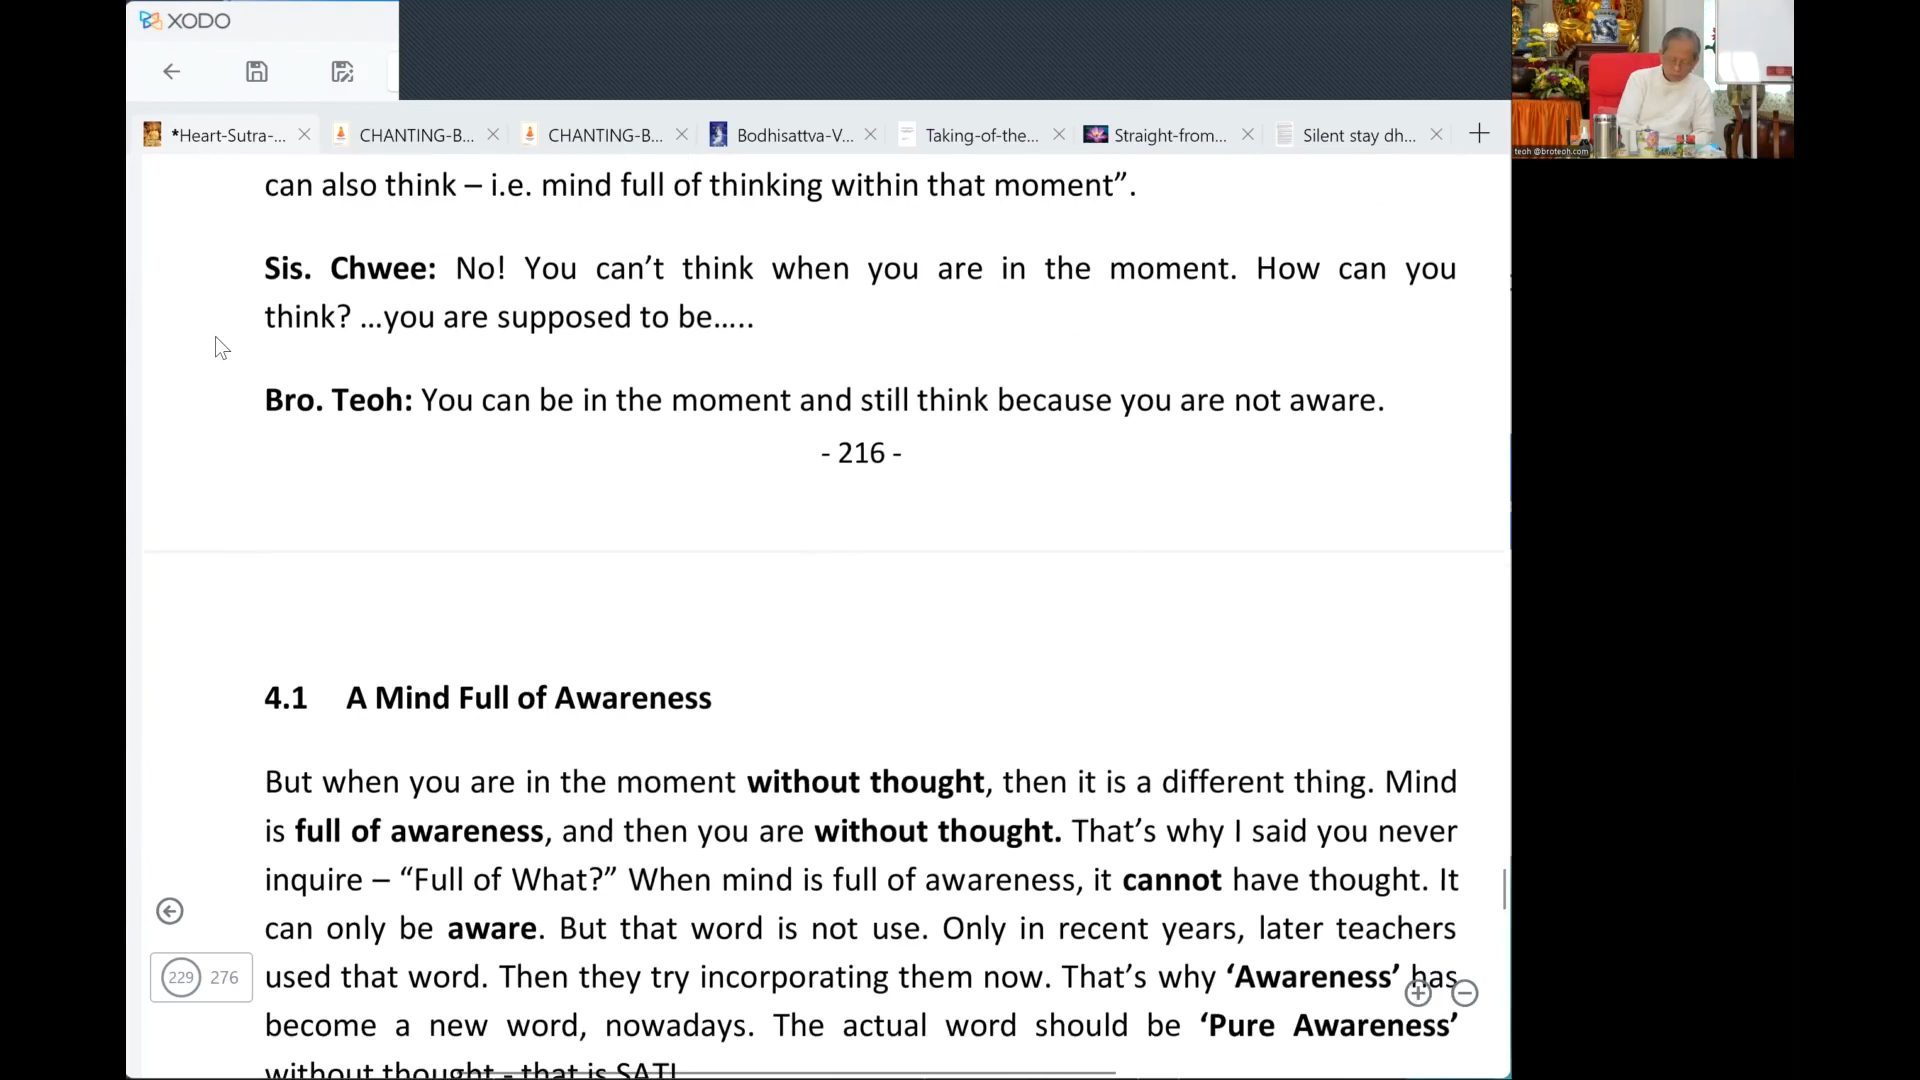 XODO
*Heart-Sutra-...
CHANTING-B...
CHANTING-B...
Bodhisattva-V...
Taking-of-the...
Straight-from...
Silent stay dh...
teoh @broteoh.com
can also think – i.e. mind full of thinking within that moment”.
Sis. Chwee: No! You can’t think when you are in the moment. How can you
think? …you are supposed to be…..
Bro. Teoh: You can be in the moment and still think because you are not aware.
- 216 -
4.1 A Mind Full of Awareness
But when you are in the moment without thought, then it is a different thing. Mind
is full of awareness, and then you are without thought. That’s why I said you never
inquire – “Full of What?” When mind is full of awareness, it cannot have thought. It
can only be aware. But that word is not use. Only in recent years, later teachers
used that word. Then they try incorporating them now. That’s why ‘Awareness’ has
become a new word, nowadays. The actual word should be ‘Pure Awareness’
without thought - that is SATI
229 276